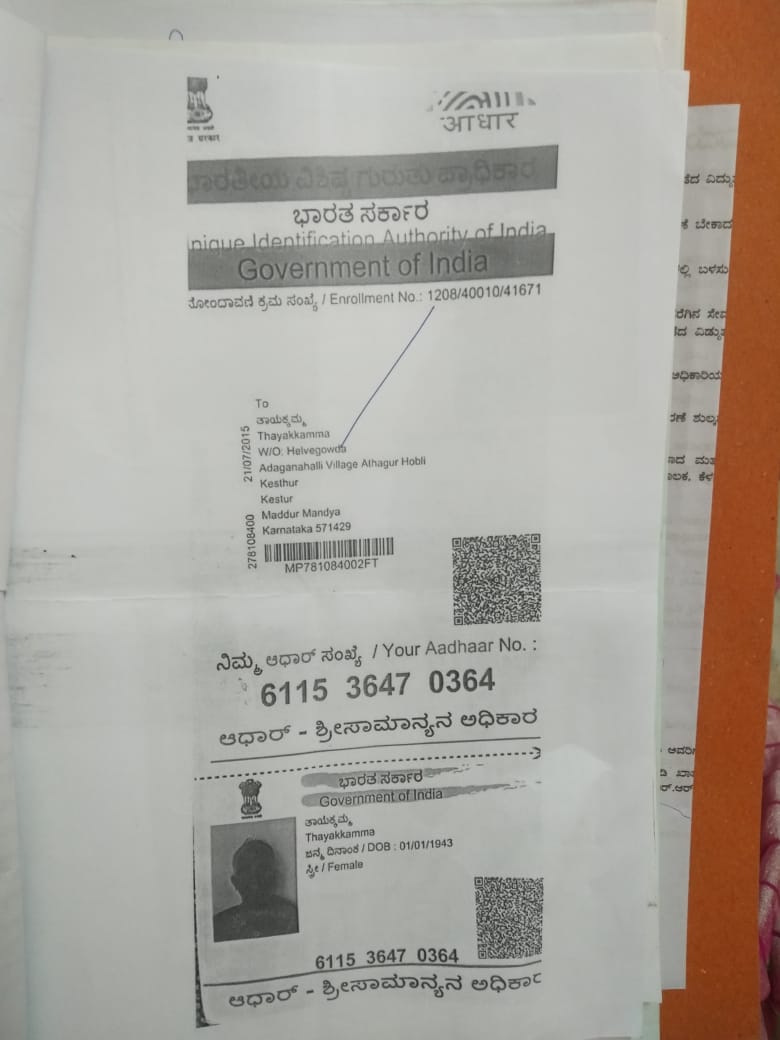 आधार
ಭಾರತೀಯ ವಿಶಿಷ್ಟ ಗುರುತು ಪ್ರಾಧಿಕಾರ
ಭಾರತ ಸರ್ಕಾರ
nique Identification Authority of India
Government of India
ನೋಂದಾವಣಿ ಕ್ರಮ ಸಂಖ್ಯೆ / Enrollment No.: 1208/40010/41671
To
ತಾಯಕ್ಕಮ್ಮ
Thayakkamma
W/O: Helvegowda
Adaganahalli Village Athagur Hobli
Kesthur
Kestur
Maddur Mandya
Karnataka 571429
21/07/2015
278108400
MP781084002FT
ನಿಮ್ಮ ಆಧಾರ್ ಸಂಖ್ಯೆ / Your Aadhaar No. :
6115 3647 0364
ಆಧಾರ್ - ಶ್ರೀಸಾಮಾನ್ಯನ ಅಧಿಕಾರ
ಭಾರತ ಸರ್ಕಾರ
Government of India
ತಾಯಕ್ಕಮ್ಮ
Thayakkamma
ಜನ್ಮ ದಿನಾಂಕ / DOB : 01/01/1943
ಸ್ತ್ರೀ / Female
6115 3647 0364
ಆಧಾರ್ - ಶ್ರೀಸಾಮಾನ್ಯನ ಅಧಿಕಾರ